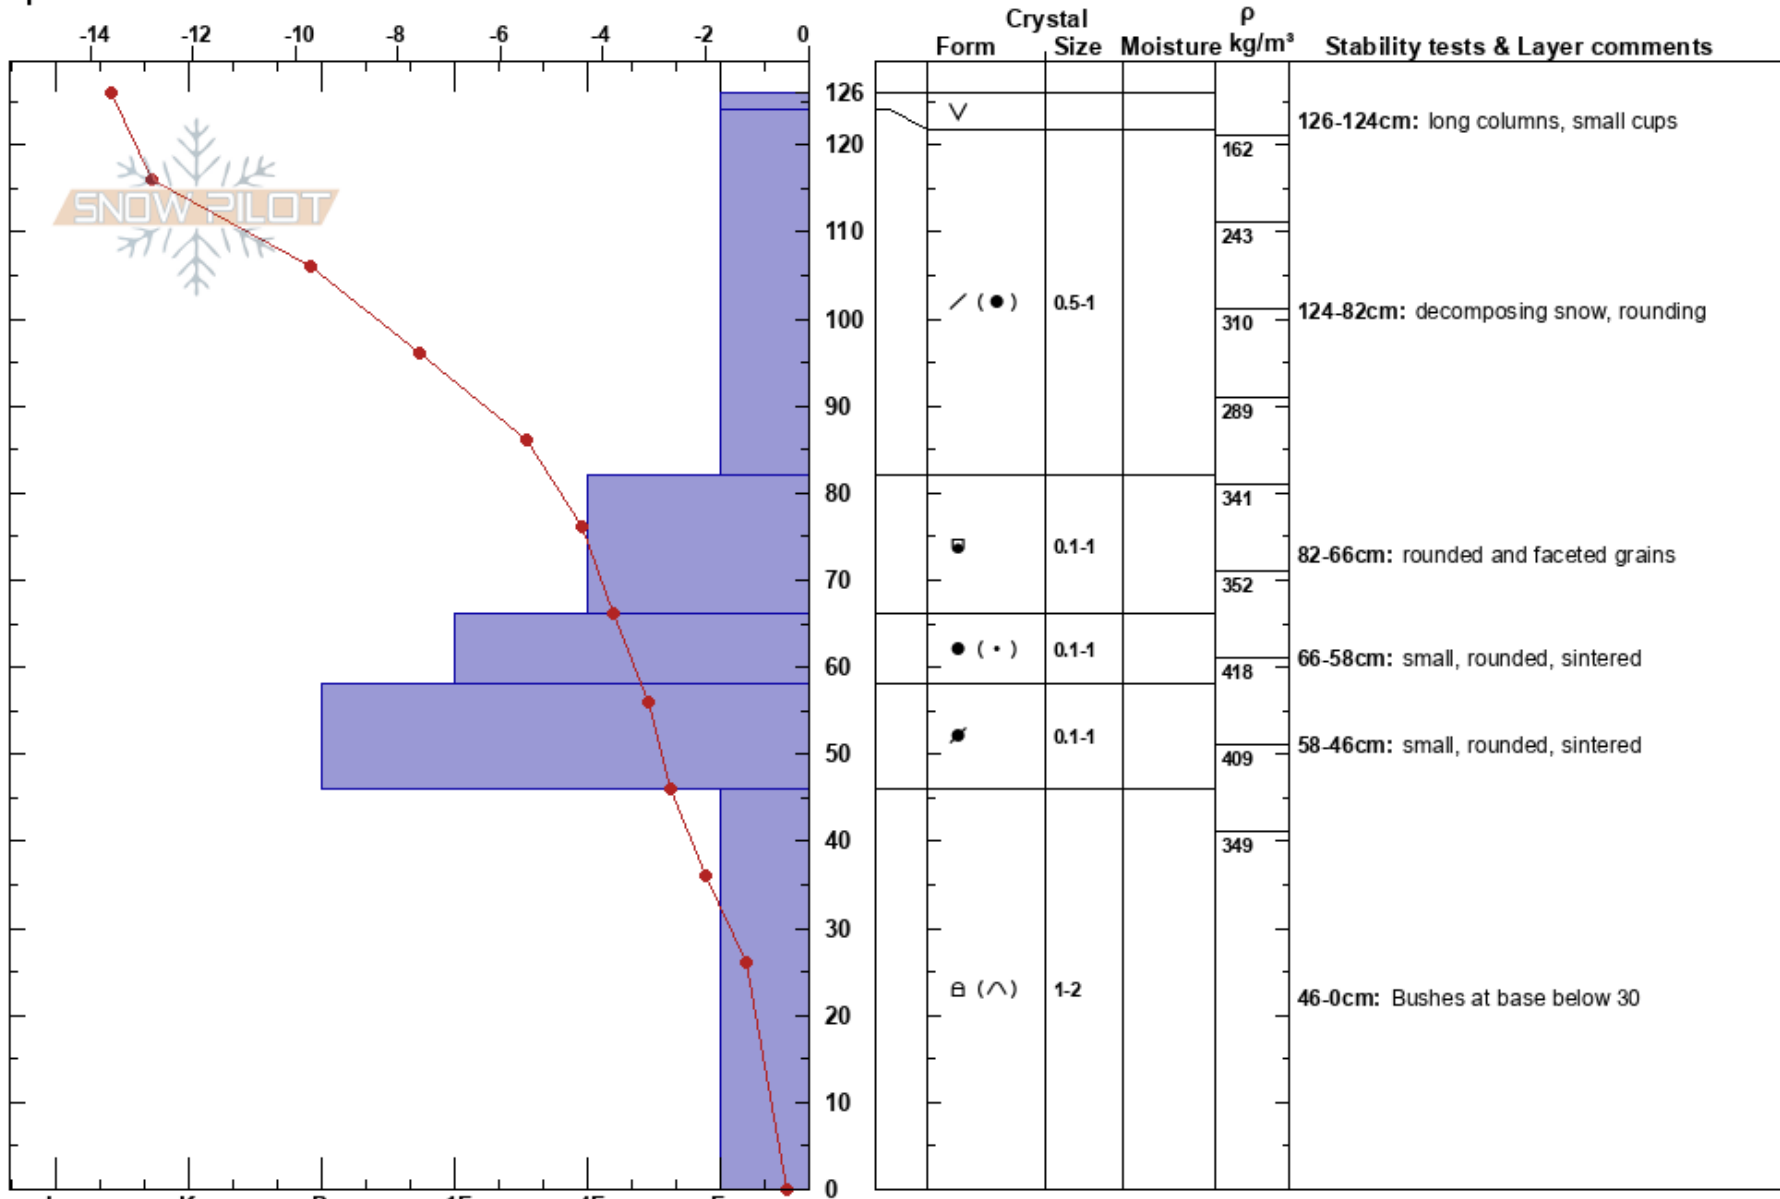 Crystal ρ
-14 -12 -10 -8 -6 -4 -2 0 Form Size Moisture kg/m³ Stability tests & Layer comments
126
126-124cm: long columns, small cups
120 162
SNOW PILOT
110 243
( ● ) 0.5-1 124-82cm: decomposing snow, rounding
100 310
90 289
80 341
0.1-1 82-66cm: rounded and faceted grains
70 352
( • ) 0.1-1 66-58cm: small, rounded, sintered
60 418
0.1-1 58-46cm: small, rounded, sintered
50 409
40 349
30
1-2 46-0cm: Bushes at base below 30
20
10
0